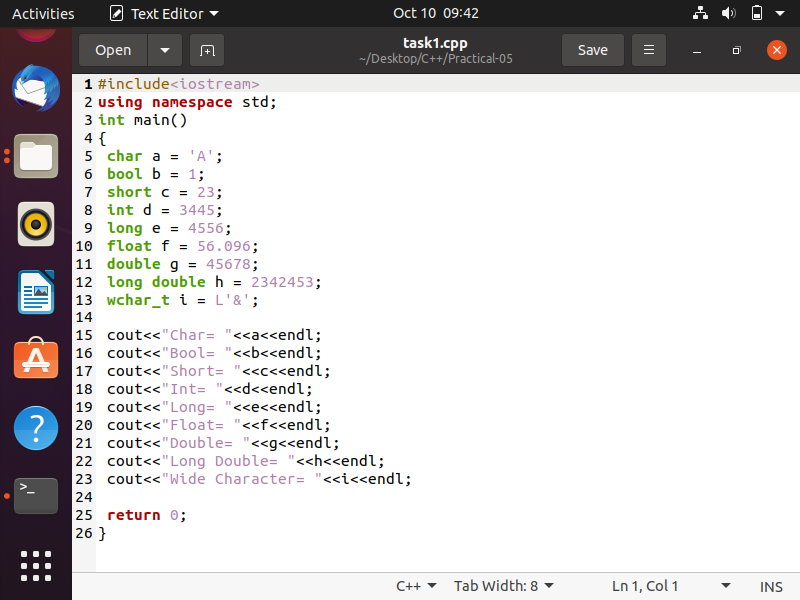 Activities Text Editor Oct 10 09:42
Open task1.cpp Save
~/Desktop/C++/Practical-05
1 #include<iostream>
2 using namespace std;
3 int main()
4 {
5 char a = 'A';
6 bool b = 1;
7 short c = 23;
8 int d = 3445;
9 long e = 4556;
10 float f = 56.096;
11 double g = 45678;
12 long double h = 2342453;
13 wchar_t i = L'&';
14
15 cout<<"Char= "<<a<<endl;
16 cout<<"Bool= "<<b<<endl;
17 cout<<"Short= "<<c<<endl;
18 cout<<"Int= "<<d<<endl;
19 cout<<"Long= "<<e<<endl;
20 cout<<"Float= "<<f<<endl;
21 cout<<"Double= "<<g<<endl;
22 cout<<"Long Double= "<<h<<endl;
23 cout<<"Wide Character= "<<i<<endl;
24
25 return 0;
26 }
C++ Tab Width: 8 Ln 1, Col 1 INS